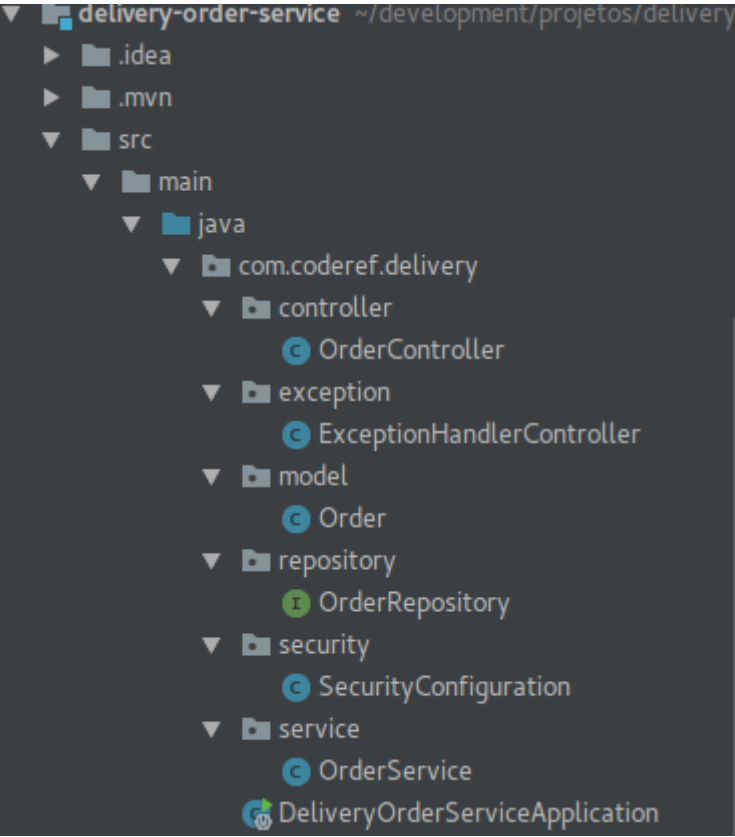 delivery-order-service ~/development/projetos/delivery
.idea
.mvn
src
main
java
com.coderef.delivery
controller
C OrderController
exception
C ExceptionHandlerController
model
C Order
repository
I OrderRepository
security
C SecurityConfiguration
service
C OrderService
DeliveryOrderServiceApplication